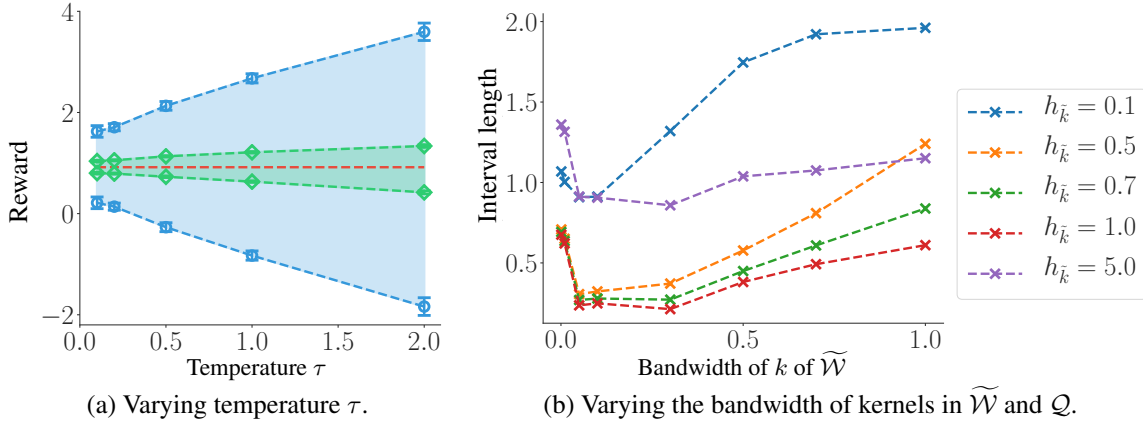 4
2
0
−2
Reward
0.0 0.5 1.0 1.5 2.0
Temperature τ
(a) Varying temperature τ.
2.0
1.5
1.0
0.5
Interval length
0.0 0.5 1.0
Bandwidth of k of 𝒲̃
(b) Varying the bandwidth of kernels in 𝒲̃ and 𝒬.
h_k̃ = 0.1
h_k̃ = 0.5
h_k̃ = 0.7
h_k̃ = 1.0
h_k̃ = 5.0